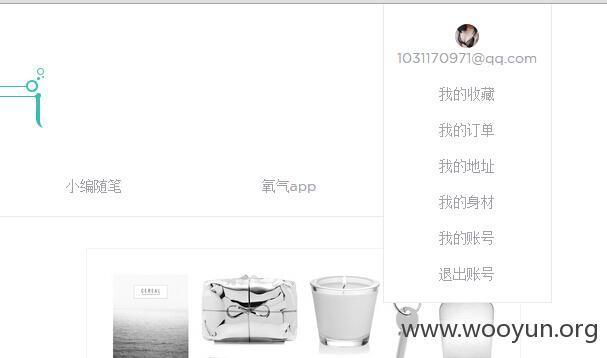 1031170971@qq.com
我的收藏
我的订单
我的地址
小编随笔 氧气app
我的身材
我的账号
退出账号
CEREAL
www.wooyun.org